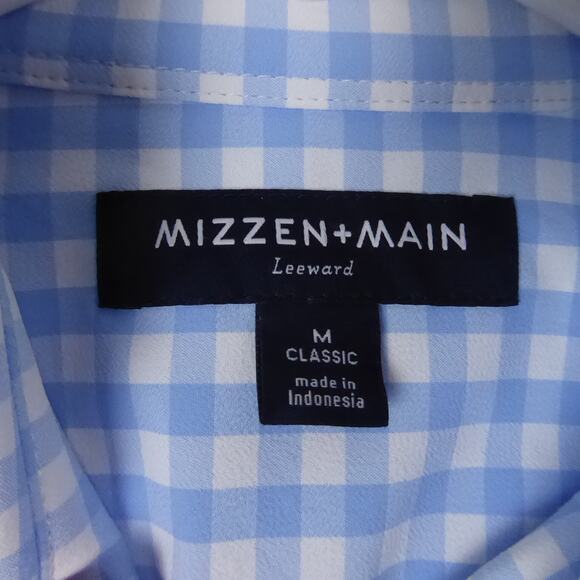 MIZZEN+MAIN
Leeward
M
CLASSIC
made in
Indonesia